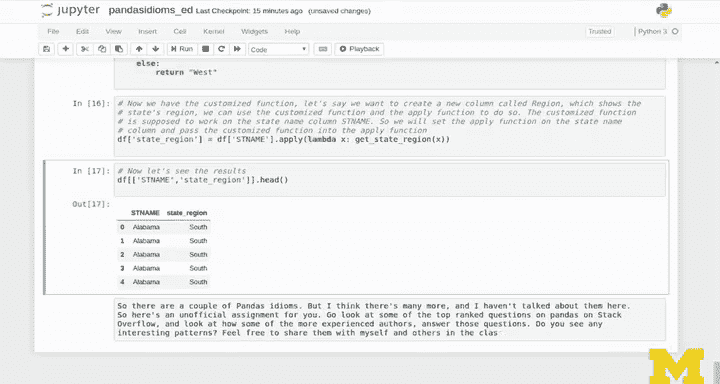 jupyter pandasidioms_ed Last Checkpoint: 15 minutes ago (unsaved changes)
File Edit View Insert Cell Kernel Widgets Help Trusted Python 3
Run Code Playback
else:
return "West"
In [16]: # Now we have the customized function, let's say we want to create a new column called Region, which shows the
# state's region, we can use the customized function and the apply function to do so. The customized function
# is supposed to work on the state name column STNAME. So we will set the apply function on the state name
# column and pass the customized function into the apply function
df['state_region'] = df['STNAME'].apply(lambda x: get_state_region(x))
In [17]: # Now let's see the results
df[['STNAME','state_region']].head()
Out[17]:
STNAME state_region
0 Alabama South
1 Alabama South
2 Alabama South
3 Alabama South
4 Alabama South
So there are a couple of Pandas idioms. But I think there's many more, and I haven't talked about them here.
So here's an unofficial assignment for you. Go look at some of the top ranked questions on pandas on Stack
Overflow, and look at how some of the more experienced authors, answer those questions. Do you see any
interesting patterns? Feel free to share them with myself and others in the clas
M